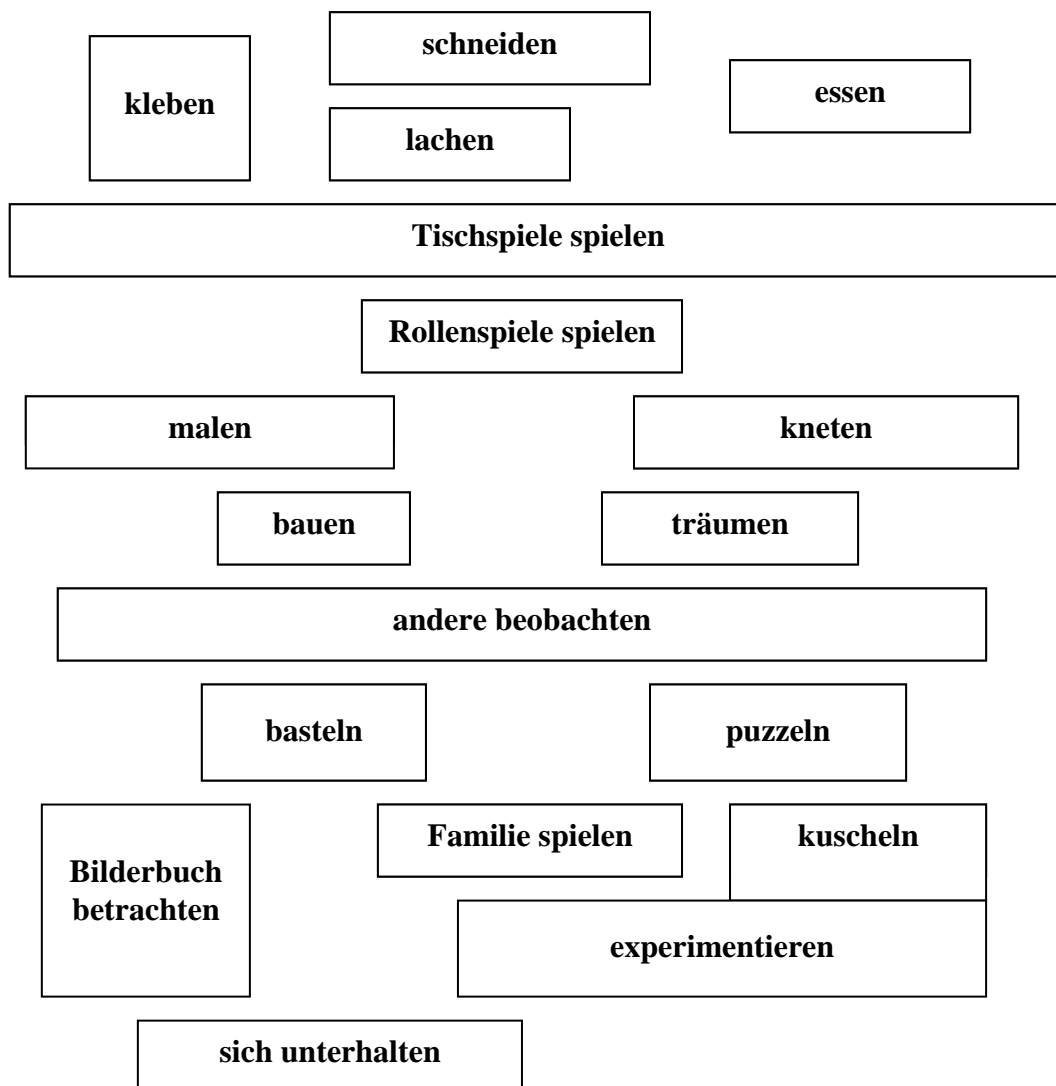 schneiden
kleben
essen
lachen
Tischspiele spielen
Rollenspiele spielen
malen
kneten
bauen
träumen
andere beobachten
basteln
puzzeln
Familie spielen
kuscheln
Bilderbuch
betrachten
experimentieren
sich unterhalten